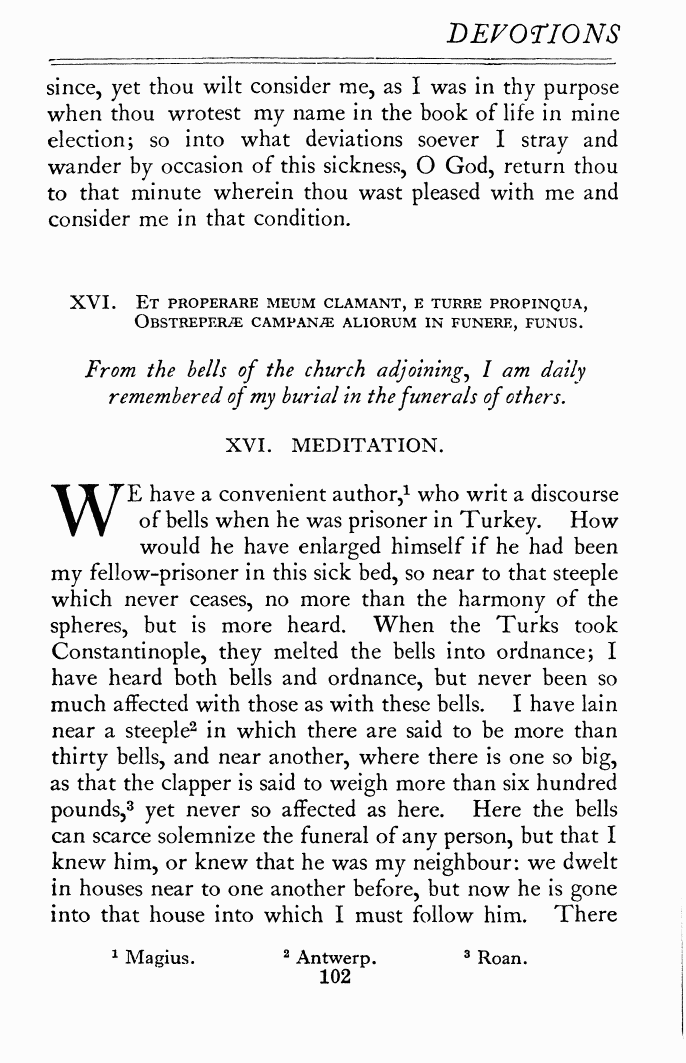 DEVOTIONS
since, yet thou wilt consider me, as I was in thy purpose
when thou wrotest my name in the book of life in mine
election; so into what deviations soever I stray and
wander by occasion of this sickness, O God, return thou
to that minute wherein thou wast pleased with me and
consider me in that condition.
XVI. Et properare meum clamant, e turre propinqua,
Obstreperæ campanæ aliorum in funere, funus.
From the bells of the church adjoining, I am daily
remembered of my burial in the funerals of others.
XVI. MEDITATION.
WE have a convenient author,¹ who writ a discourse
of bells when he was prisoner in Turkey. How
would he have enlarged himself if he had been
my fellow-prisoner in this sick bed, so near to that steeple
which never ceases, no more than the harmony of the
spheres, but is more heard. When the Turks took
Constantinople, they melted the bells into ordnance; I
have heard both bells and ordnance, but never been so
much affected with those as with these bells. I have lain
near a steeple² in which there are said to be more than
thirty bells, and near another, where there is one so big,
as that the clapper is said to weigh more than six hundred
pounds,³ yet never so affected as here. Here the bells
can scarce solemnize the funeral of any person, but that I
knew him, or knew that he was my neighbour: we dwelt
in houses near to one another before, but now he is gone
into that house into which I must follow him. There
¹ Magius. ² Antwerp. ³ Roan.
102